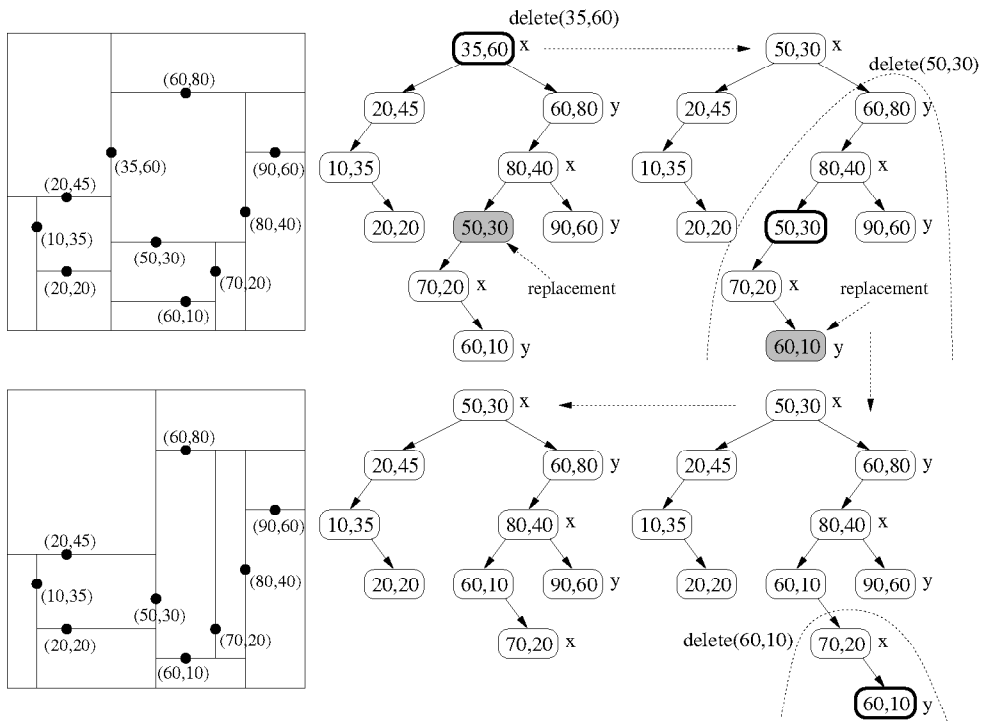 delete(35,60)
35,60 x
50,30 x
delete(50,30)
(60,80)
20,45
60,80 y
20,45
60,80 y
(35,60)
(90,60)
10,35
80,40 x
10,35
80,40 x
(20,45)
(10,35)
(80,40)
20,20
50,30
90,60 y
20,20
50,30
90,60 y
(50,30)
(20,20)
(70,20)
70,20 x
replacement
70,20 x
replacement
(60,10)
60,10 y
60,10 y
50,30 x
50,30 x
(60,80)
20,45
60,80 y
20,45
60,80 y
(90,60)
10,35
80,40 x
10,35
80,40 x
(20,45)
(10,35)
(80,40)
20,20
60,10
90,60 y
20,20
60,10
90,60 y
(50,30)
(20,20)
(70,20)
70,20 x
delete(60,10)
70,20 x
(60,10)
60,10 y